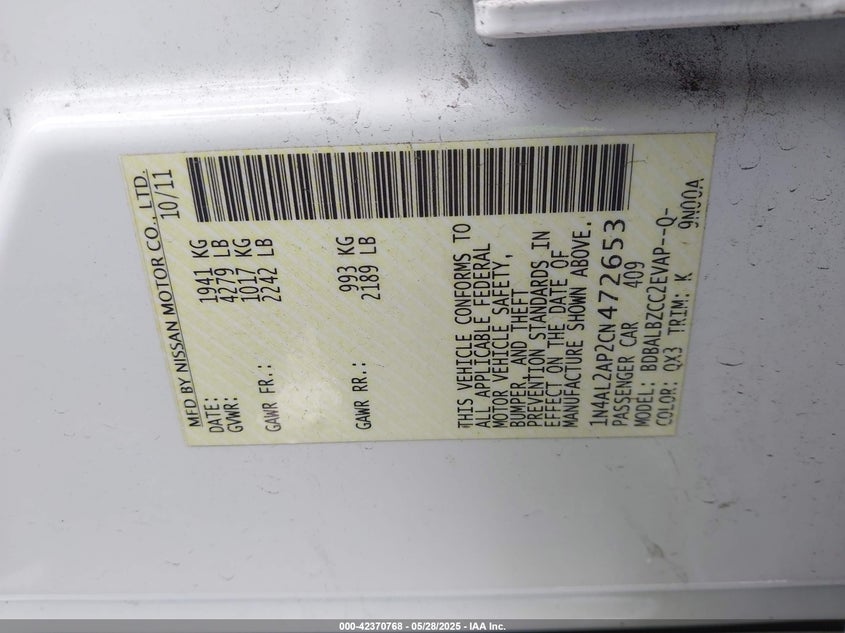 MFD BY NISSAN MOTOR CO., LTD.
DATE: 10/11
GVWR: 1941 KG
4279 LB
GAWR FR.: 1017 KG
2242 LB
GAWR RR.: 993 KG
2189 LB
THIS VEHICLE CONFORMS TO
ALL APPLICABLE FEDERAL
MOTOR VEHICLE SAFETY,
BUMPER, AND THEFT
PREVENTION STANDARDS IN
EFFECT ON THE DATE OF
MANUFACTURE SHOWN ABOVE.
1N4AL2AP2CN472653
PASSENGER CAR 409
MODEL: BDBALBZCC2EVAP--Q-
COLOR: QX3 TRIM: K 9N00A
000-42370768 - 05/28/2025 - IAA Inc.